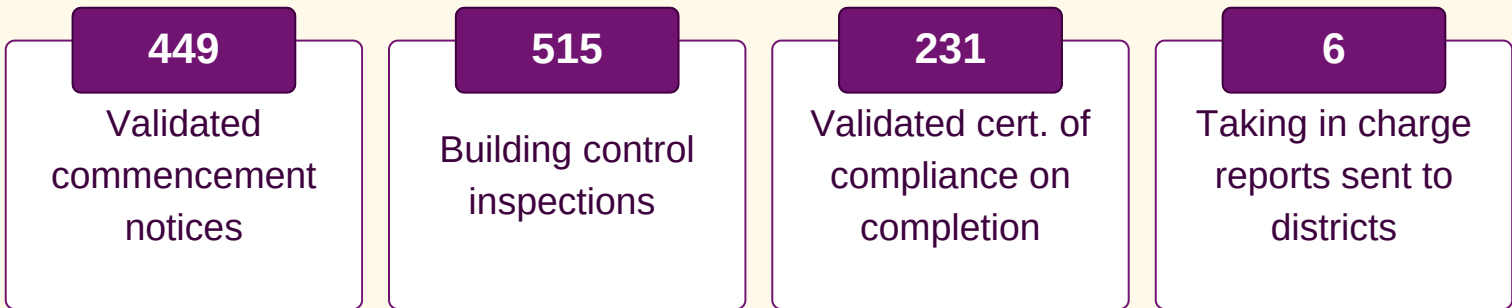 449
Validated
commencement
notices
515
Building control
inspections
231
Validated cert. of
compliance on
completion
6
Taking in charge
reports sent to
districts